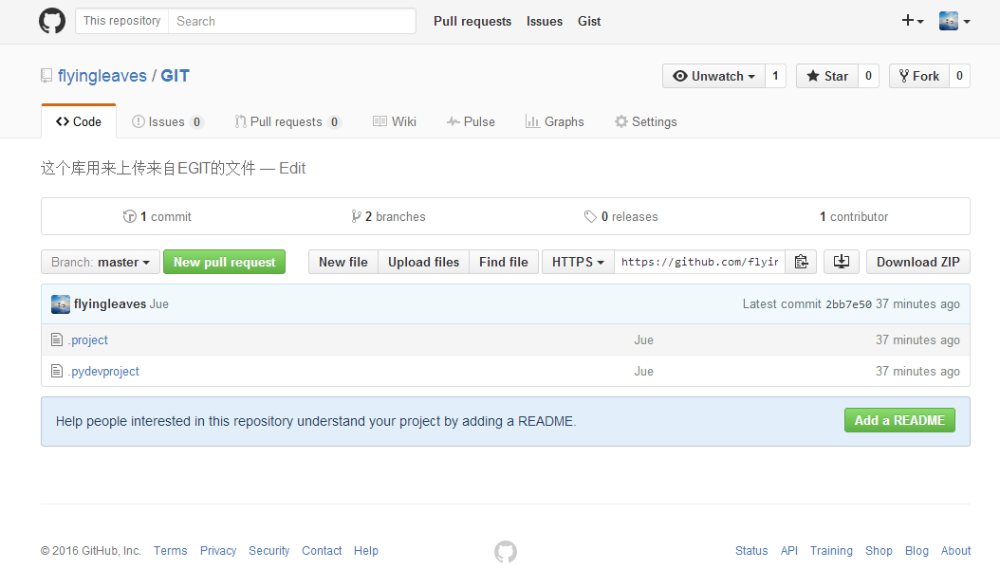 This repository Search Pull requests Issues Gist
flyingleaves / GIT Unwatch 1 Star 0 Fork 0
Code Issues 0 Pull requests 0 Wiki Pulse Graphs Settings
这个库用来上传来自EGIT的文件 — Edit
1 commit 2 branches 0 releases 1 contributor
Branch: master New pull request New file Upload files Find file HTTPS https://github.com/flyin Download ZIP
flyingleaves Jue Latest commit 2bb7e50 37 minutes ago
.project Jue 37 minutes ago
.pydevproject Jue 37 minutes ago
Help people interested in this repository understand your project by adding a README. Add a README
© 2016 GitHub, Inc. Terms Privacy Security Contact Help Status API Training Shop Blog About